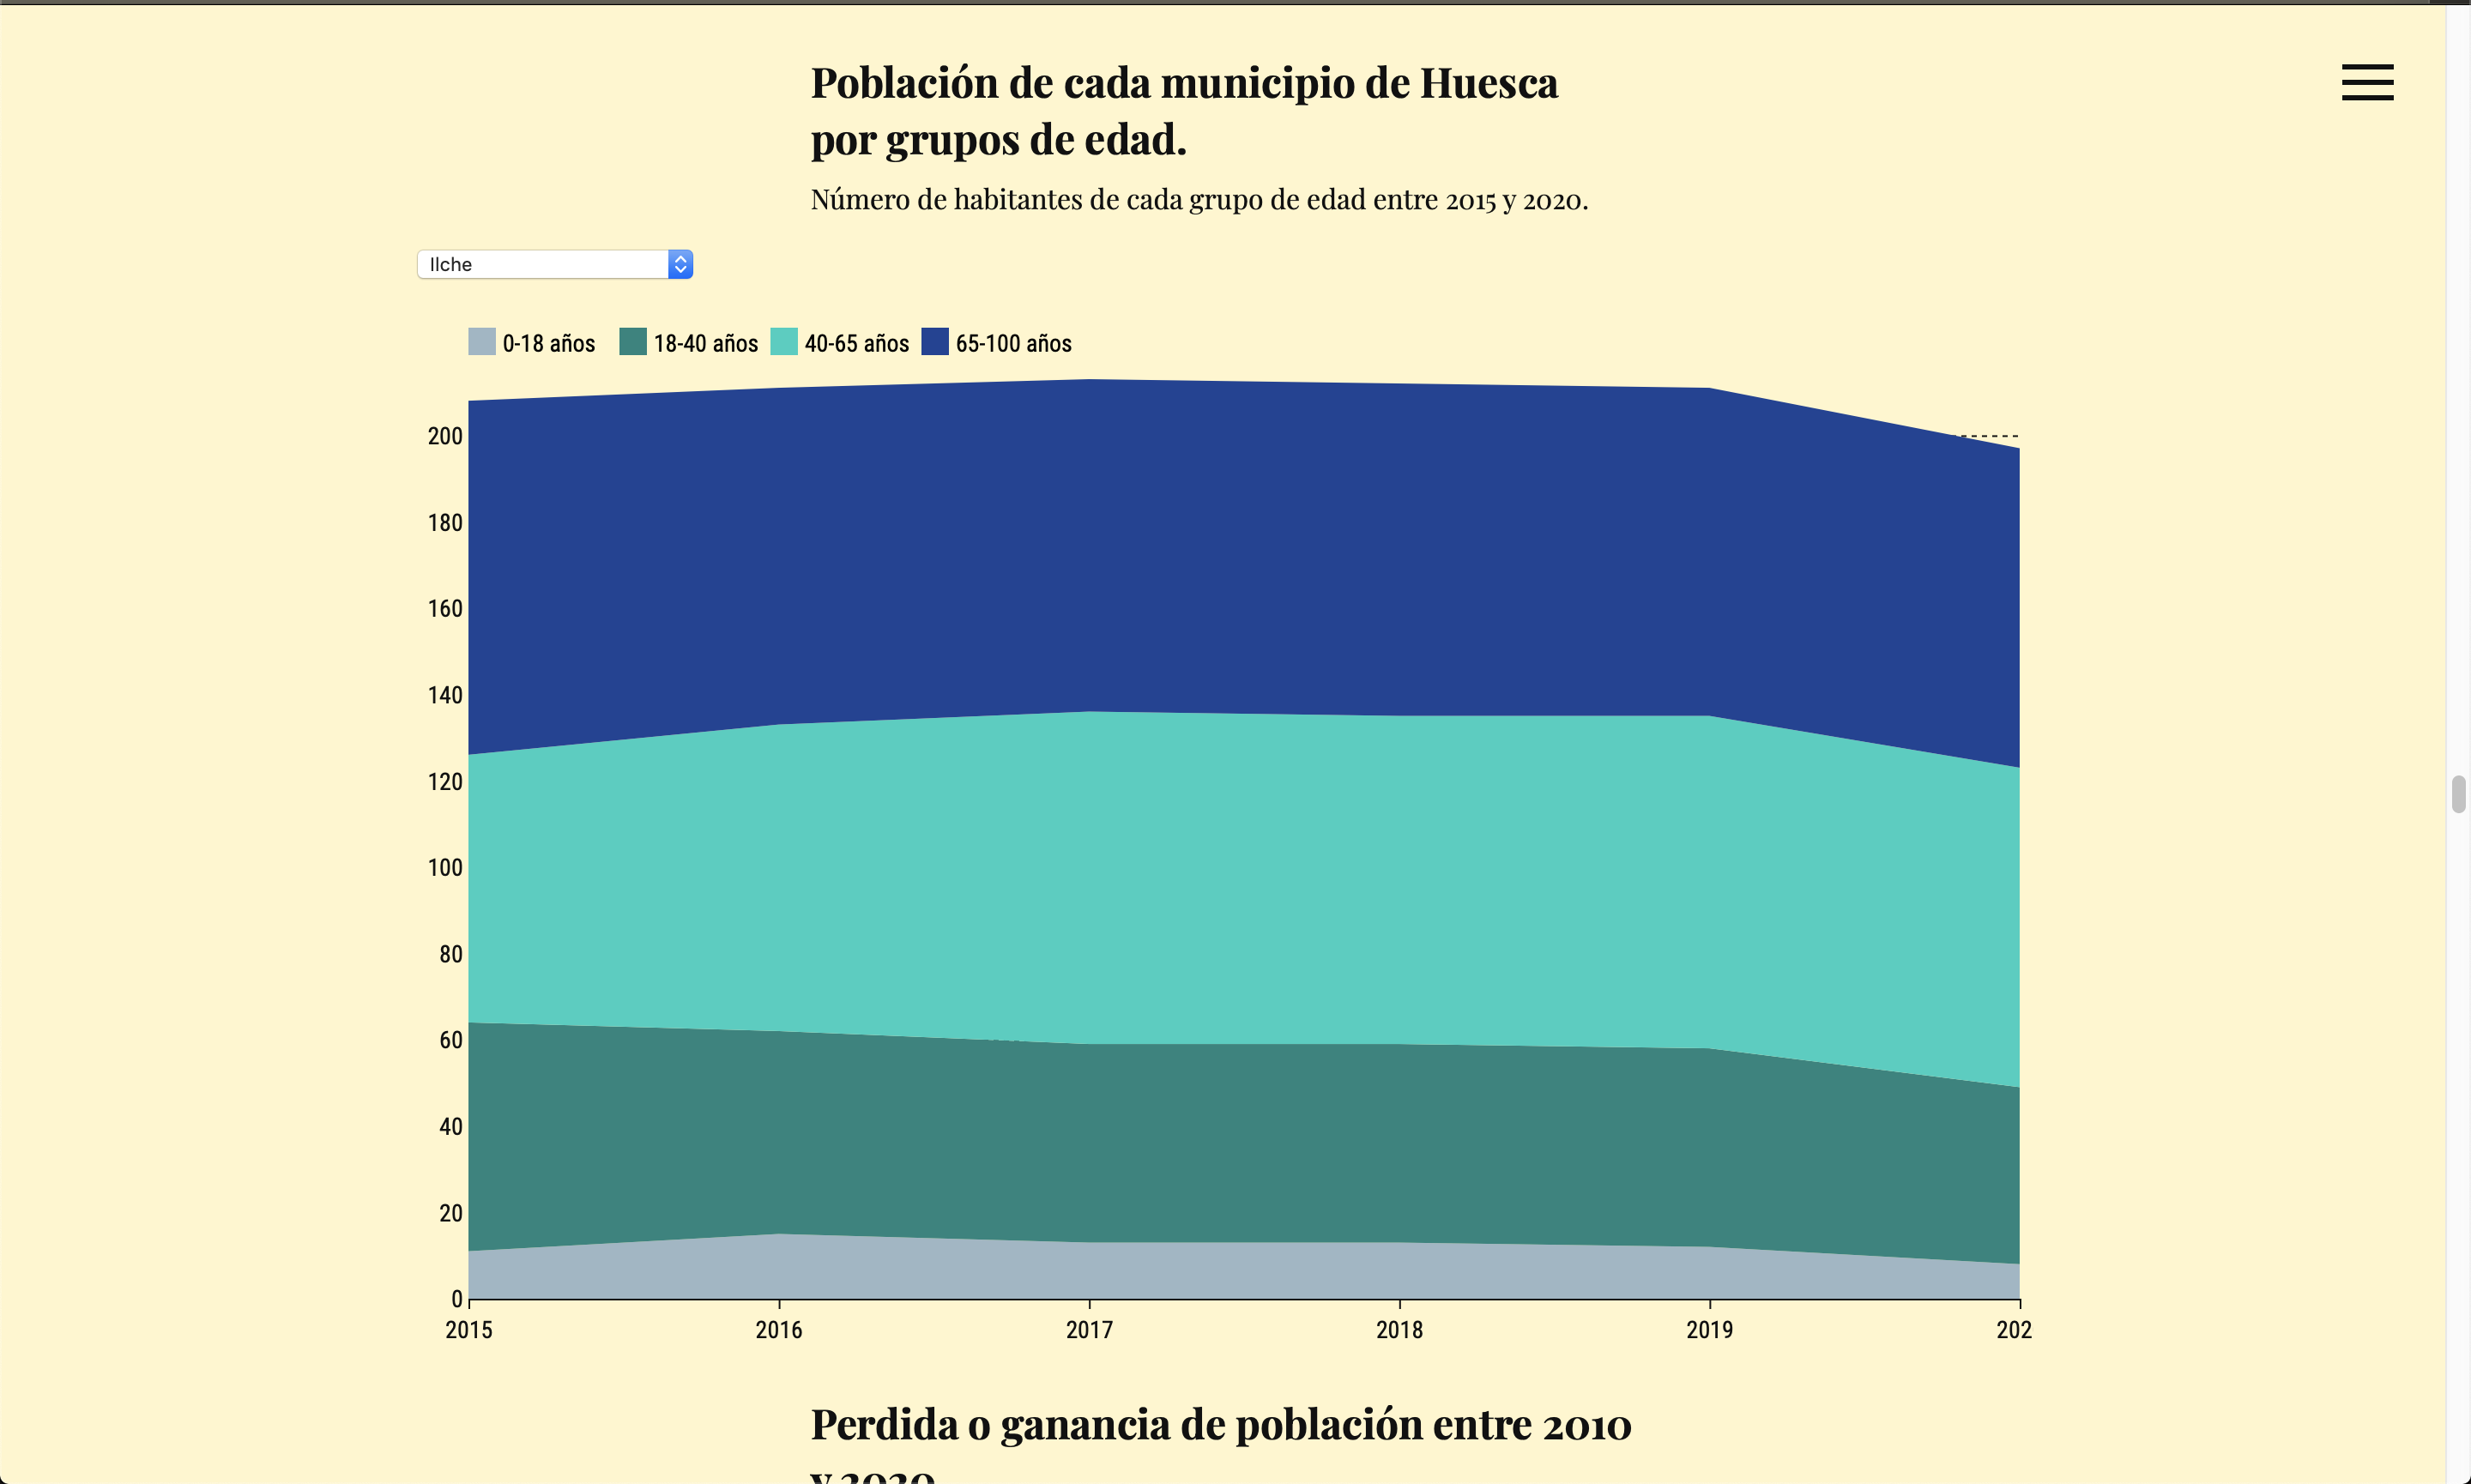 Población de cada municipio de Huesca
por grupos de edad.
Número de habitantes de cada grupo de edad entre 2015 y 2020.
Ilche
0-18 años 18-40 años 40-65 años 65-100 años
200
180
160
140
120
100
80
60
40
20
0
2015 2016 2017 2018 2019 202
Perdida o ganancia de población entre 2010
y 2020